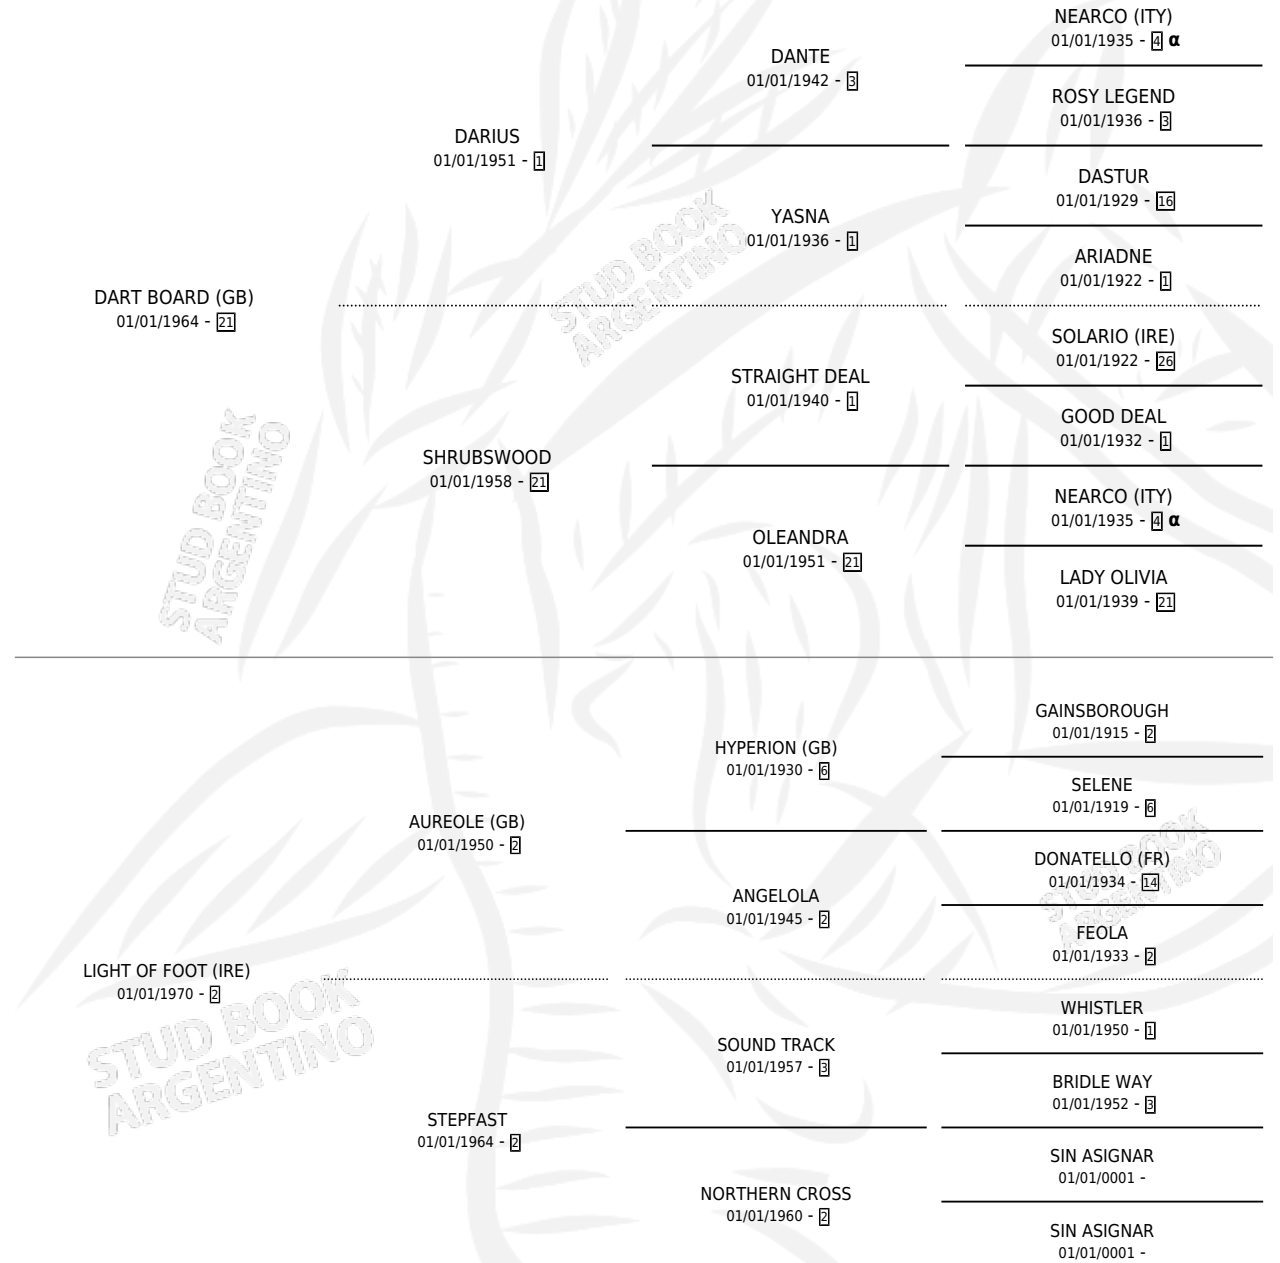 NEARCO (ITY)
01/01/1935 - 4 α
DANTE
01/01/1942 - 3
ROSY LEGEND
01/01/1936 - 3
DARIUS
01/01/1951 - 1
DASTUR
01/01/1929 - 16
YASNA
01/01/1936 - 1
ARIADNE
01/01/1922 - 1
DART BOARD (GB)
01/01/1964 - 21
SOLARIO (IRE)
01/01/1922 - 26
STRAIGHT DEAL
01/01/1940 - 1
GOOD DEAL
01/01/1932 - 1
SHRUBSWOOD
01/01/1958 - 21
NEARCO (ITY)
01/01/1935 - 4 α
OLEANDRA
01/01/1951 - 21
LADY OLIVIA
01/01/1939 - 21
GAINSBOROUGH
01/01/1915 - 2
HYPERION (GB)
01/01/1930 - 6
SELENE
01/01/1919 - 6
AUREOLE (GB)
01/01/1950 - 2
DONATELLO (FR)
01/01/1934 - 14
ANGELOLA
01/01/1945 - 2
FEOLA
01/01/1933 - 2
LIGHT OF FOOT (IRE)
01/01/1970 - 2
WHISTLER
01/01/1950 - 1
SOUND TRACK
01/01/1957 - 3
BRIDLE WAY
01/01/1952 - 3
STEPFAST
01/01/1964 - 2
SIN ASIGNAR
01/01/0001 -
NORTHERN CROSS
01/01/1960 - 2
SIN ASIGNAR
01/01/0001 -
STUD BOOK
ARGENTINO
STUD BOOK
ARGENTINO
STUD BOOK
ARGENTINO
STUD BOOK
ARGENTINO